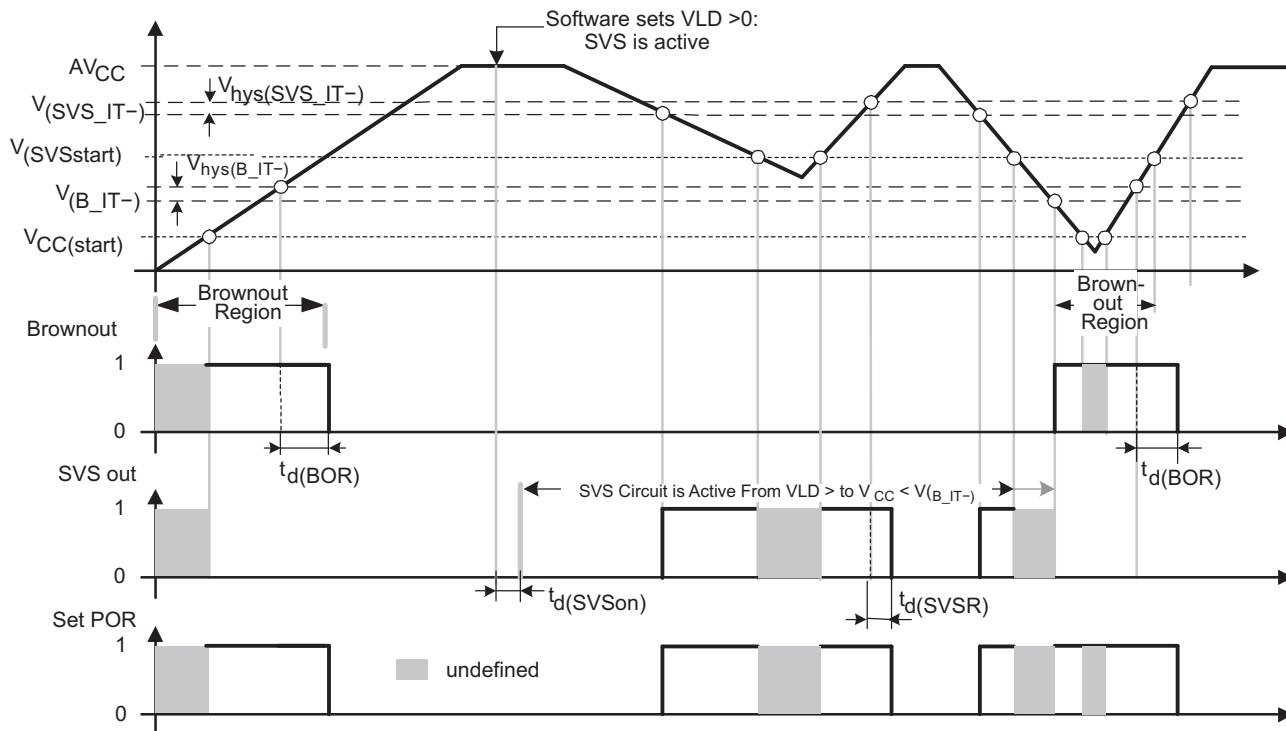 Software sets VLD >0:
SVS is active
AVCC
Vhys(SVS_IT−)
V(SVS_IT−)
V(SVSstart)
Vhys(B_IT−)
V(B_IT−)
VCC(start)
Brownout
Region
Brown-
out
Region
Brownout
1
0
td(BOR)
td(BOR)
SVS out
SVS Circuit is Active From VLD > to VCC < V(B_IT−)
1
0
td(SVSon)
td(SVSR)
Set POR
1
undefined
0